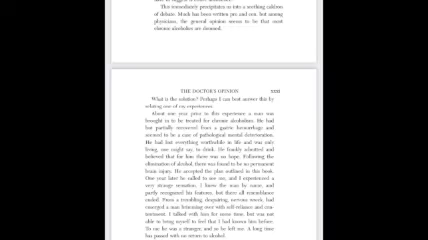 This immediately precipitates us into a seething caldron
of debate. Much has been written pro and con, but among
physicians, the general opinion seems to be that most
chronic alcoholics are doomed.
THE DOCTOR'S OPINION
What is the solution? Perhaps I can best answer this by
relating one of my experiences.
About one year prior to this experience a man was
brought in to be treated for chronic alcoholism. He had
but partially recovered from a gastric hemorrhage and
seemed to be a case of pathological mental deterioration.
He had lost everything worthwhile in life and was only
living, one might say, to drink. He frankly admitted and
believed that for him there was no hope. Following the
elimination of alcohol, there was found to be no permanent
brain injury. He accepted the plan outlined in this book.
One year later he called to see me, and I experienced a
very strange sensation. I knew the man by name, and
partly recognized his features, but there all resemblance
ended. From a trembling, despairing, nervous wreck, had
emerged a man brimming over with self-reliance and con-
tentment. I talked with him for some time, but was not
able to bring myself to feel that I had known him before.
To me he was a stranger, and so he left me. A long time
has passed with no return to alcohol.